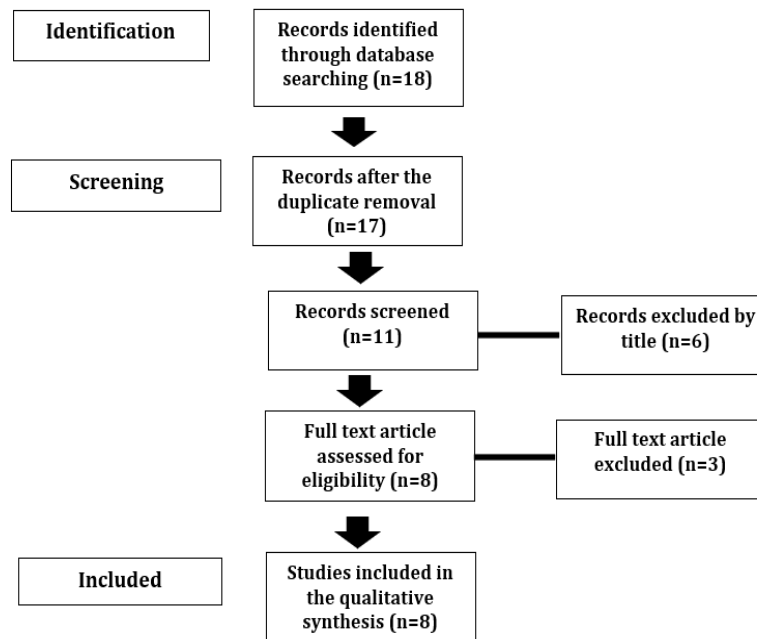 Identification
Records identified
through database
searching (n=18)
Screening
Records after the
duplicate removal
(n=17)
Records screened
(n=11)
Records excluded by
title (n=6)
Full text article
assessed for
eligibility (n=8)
Full text article
excluded (n=3)
Included
Studies included in
the qualitative
synthesis (n=8)